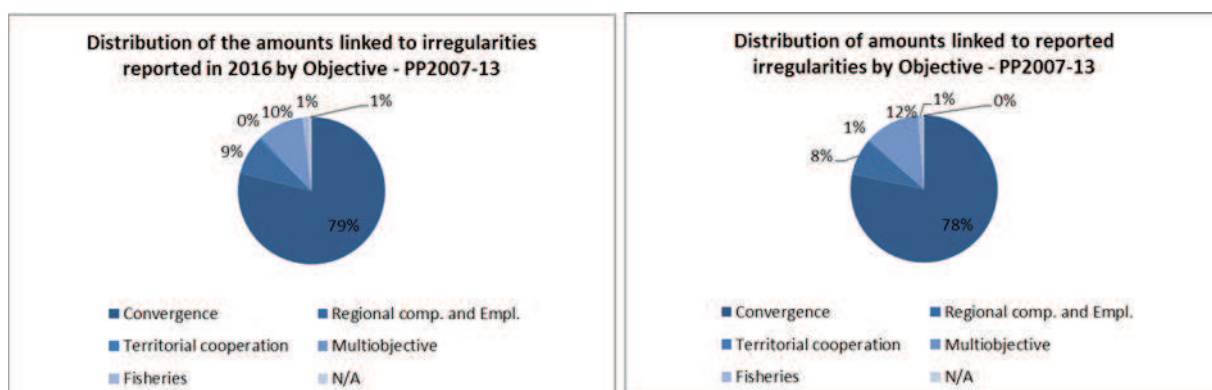 Distribution of the amounts linked to irregularities
reported in 2016 by Objective - PP2007-13
0% 10% 1% 1%
9%
79%
Convergence Regional comp. and Empl.
Territorial cooperation Multiobjective
Fisheries N/A
Distribution of amounts linked to reported
irregularities by Objective - PP2007-13
1% 12% 1% 0%
8%
78%
Convergence Regional comp. and Empl.
Territorial cooperation Multiobjective
Fisheries N/A